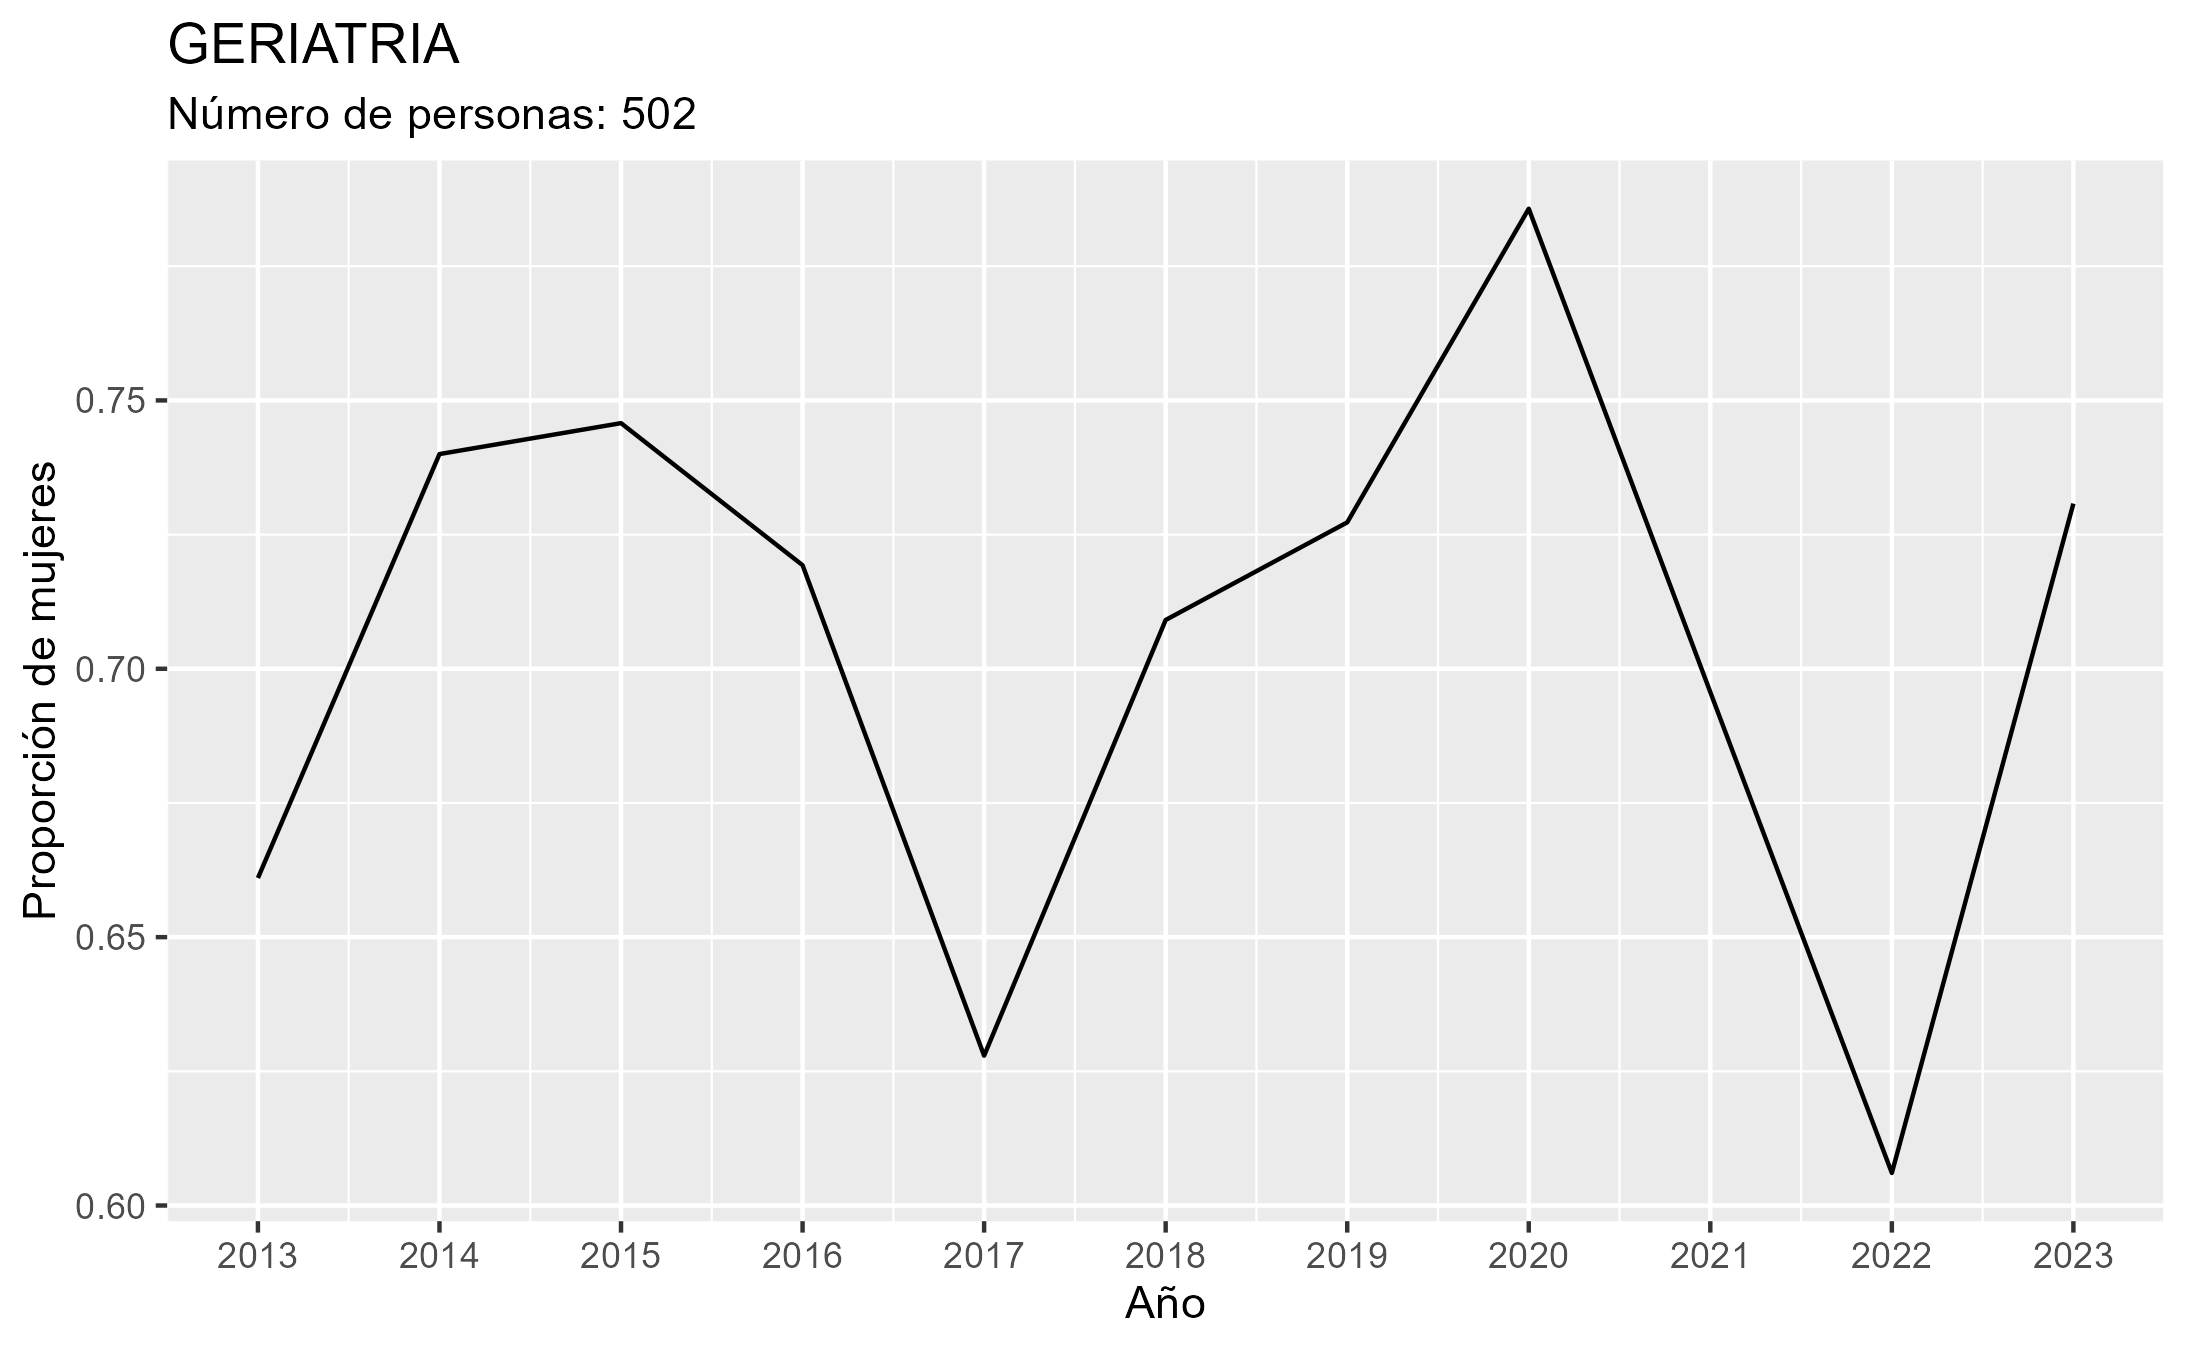 GERIATRIA
Número de personas: 502
Proporción de mujeres
0.75
0.70
0.65
0.60
2013 2014 2015 2016 2017 2018 2019 2020 2021 2022 2023
Año